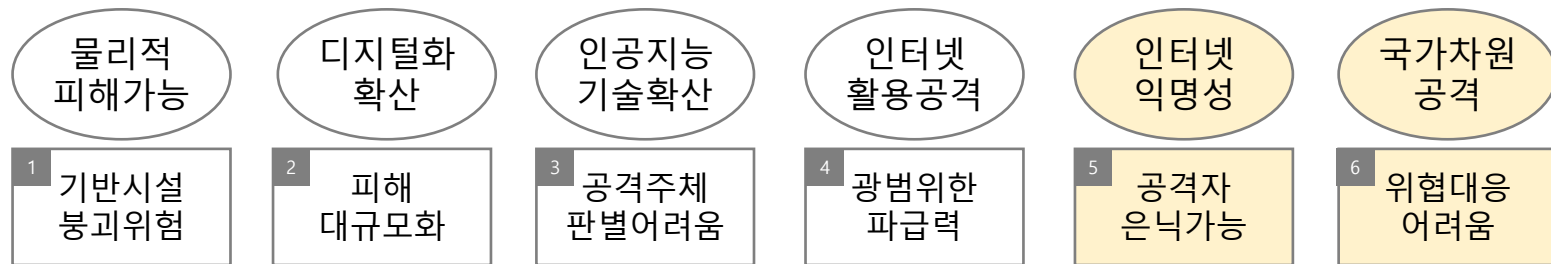 물리적
피해가능
디지털화
확산
인공지능
기술확산
인터넷
활용공격
인터넷
익명성
국가차원
공격
1
기반시설
붕괴위험
2
피해
대규모화
3
공격주체
판별어려움
4
광범위한
파급력
5
공격자
은닉가능
6
위협대응
어려움